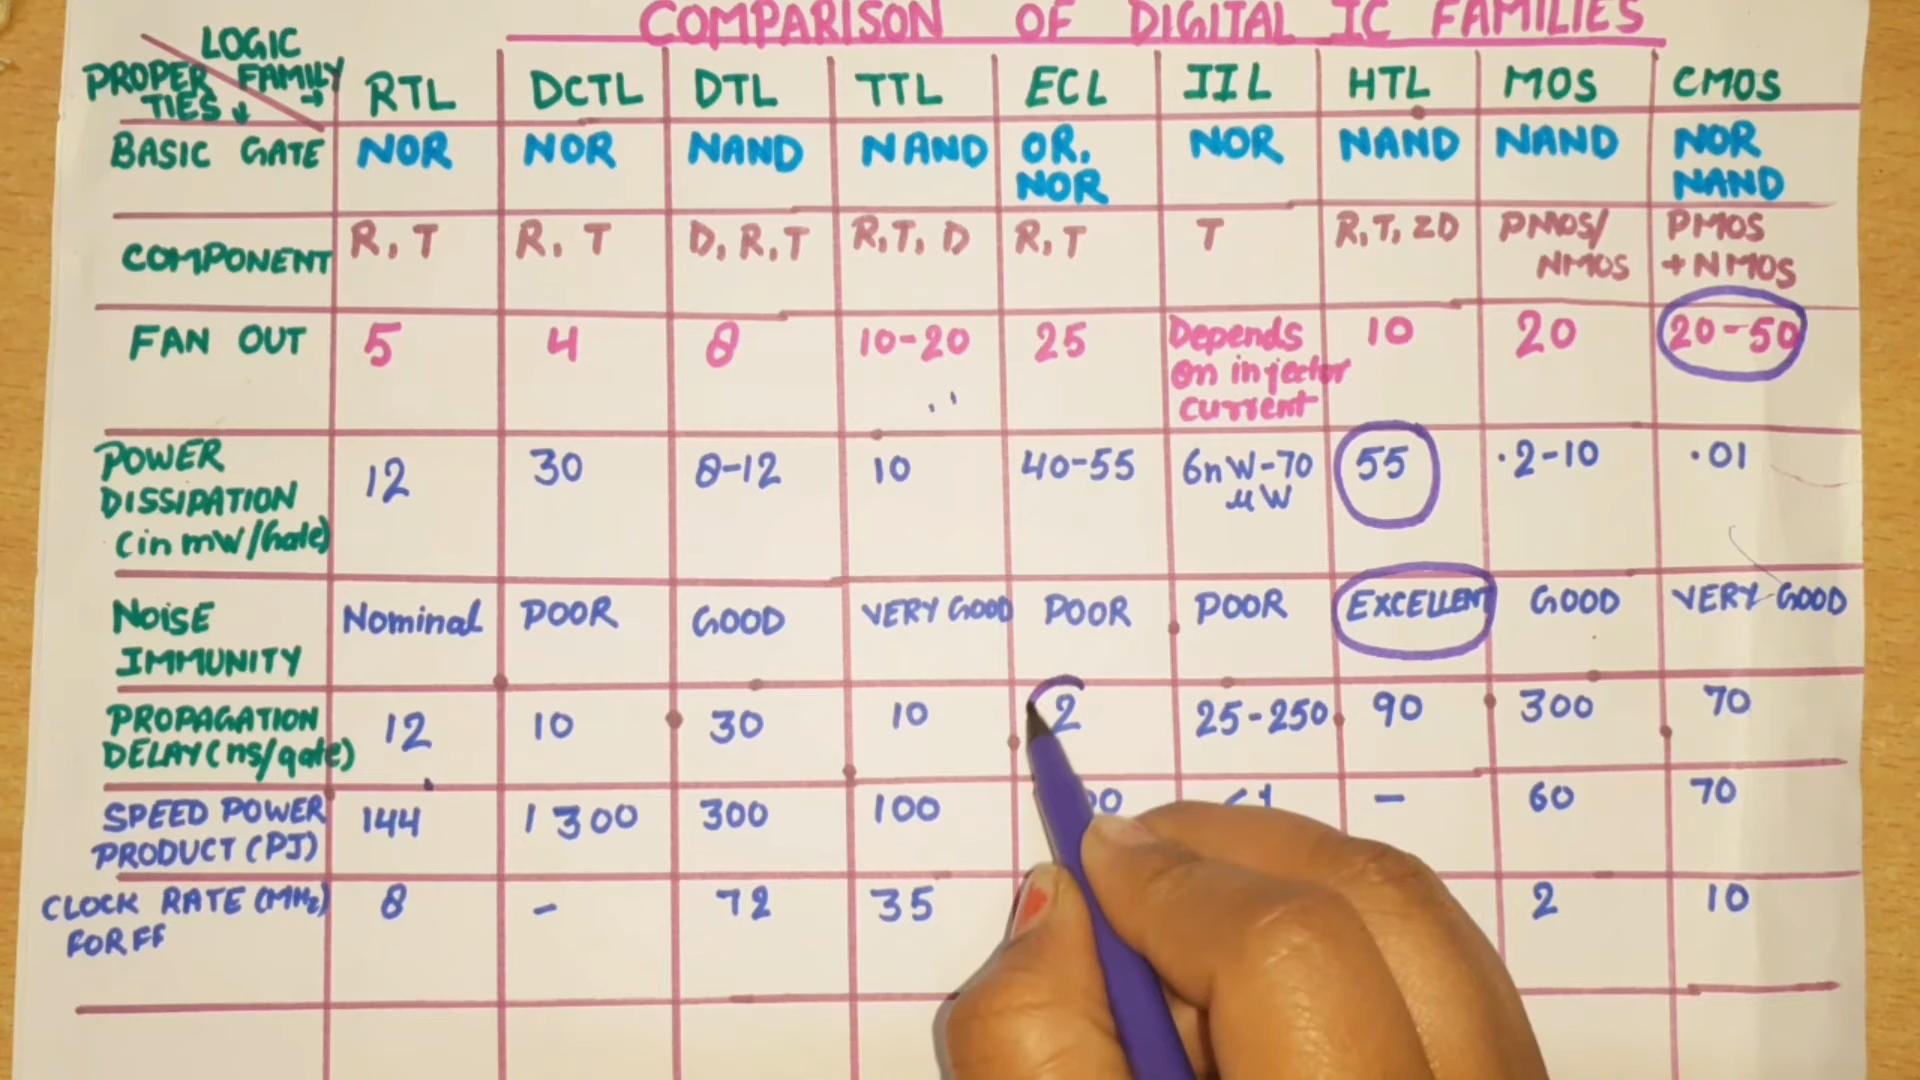 COMPARISON OF DIGITAL IC FAMILIES
LOGIC FAMILY →
PROPERTIES ↓
RTL DCTL DTL TTL ECL IIL HTL MOS CMOS
BASIC GATE NOR NOR NAND NAND OR, NOR NOR NAND NAND NOR NAND
COMPONENT R, T R, T D, R, T R, T, D R, T T R, T, ZD PMOS/ NMOS PMOS + NMOS
FAN OUT 5 4 8 10-20 25 Depends on injector current 10 20 20-50
POWER DISSIPATION (in mW/Gate) 12 30 8-12 10 40-55 6nW-70 μW 55 .2-10 .01
NOISE IMMUNITY Nominal POOR GOOD VERY GOOD POOR POOR EXCELLENT GOOD VERY GOOD
PROPAGATION DELAY (ns/gate) 12 10 30 10 2 25-250 90 300 70
SPEED POWER PRODUCT (PJ) 144 1300 300 100 <1 - 60 70
CLOCK RATE (MHz) FOR FF 8 - 72 35 2 10